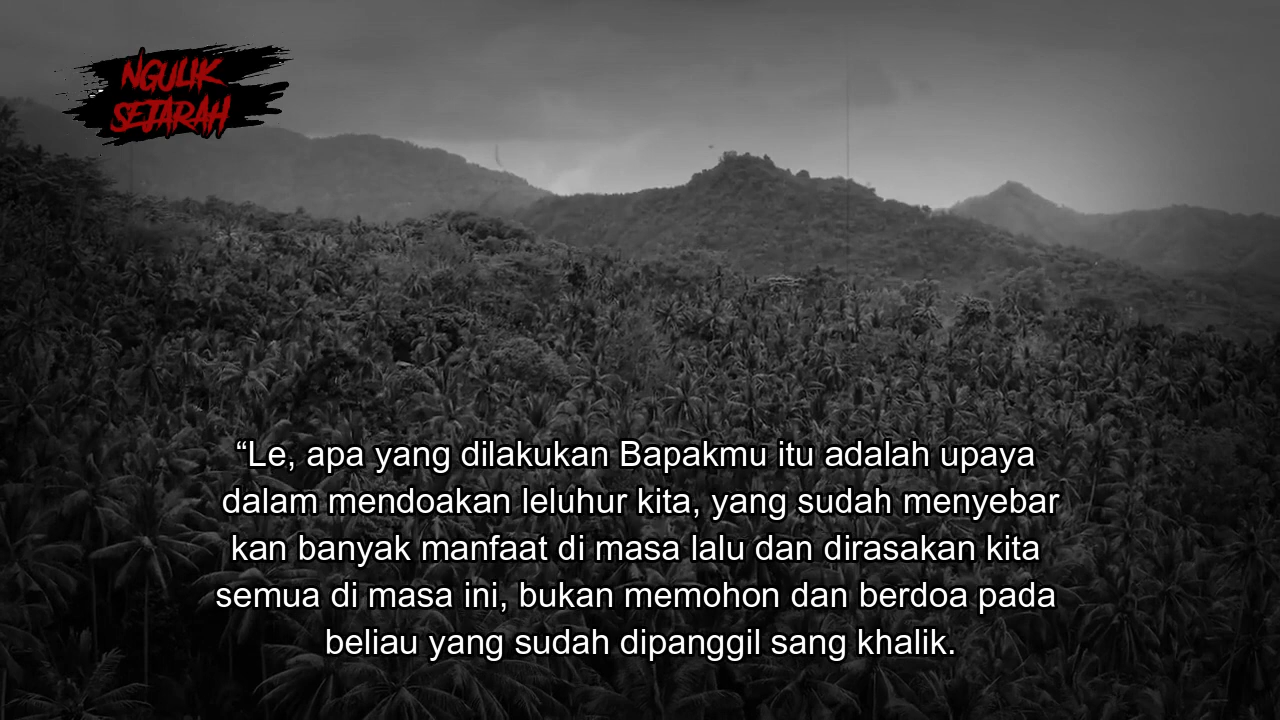 NGULIK
SEJARAH
“Le, apa yang dilakukan Bapakmu itu adalah upaya
dalam mendoakan leluhur kita, yang sudah menyebar
kan banyak manfaat di masa lalu dan dirasakan kita
semua di masa ini, bukan memohon dan berdoa pada
beliau yang sudah dipanggil sang khalik.